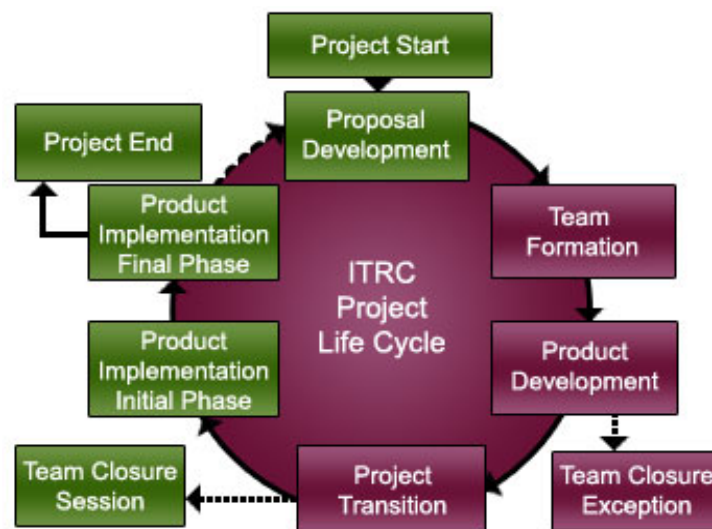 Project Start
Proposal
Development
Project End
Product
Implementation
Final Phase
Team
Formation
ITRC
Project
Life Cycle
Product
Implementation
Initial Phase
Product
Development
Team Closure
Session
Project
Transition
Team Closure
Exception